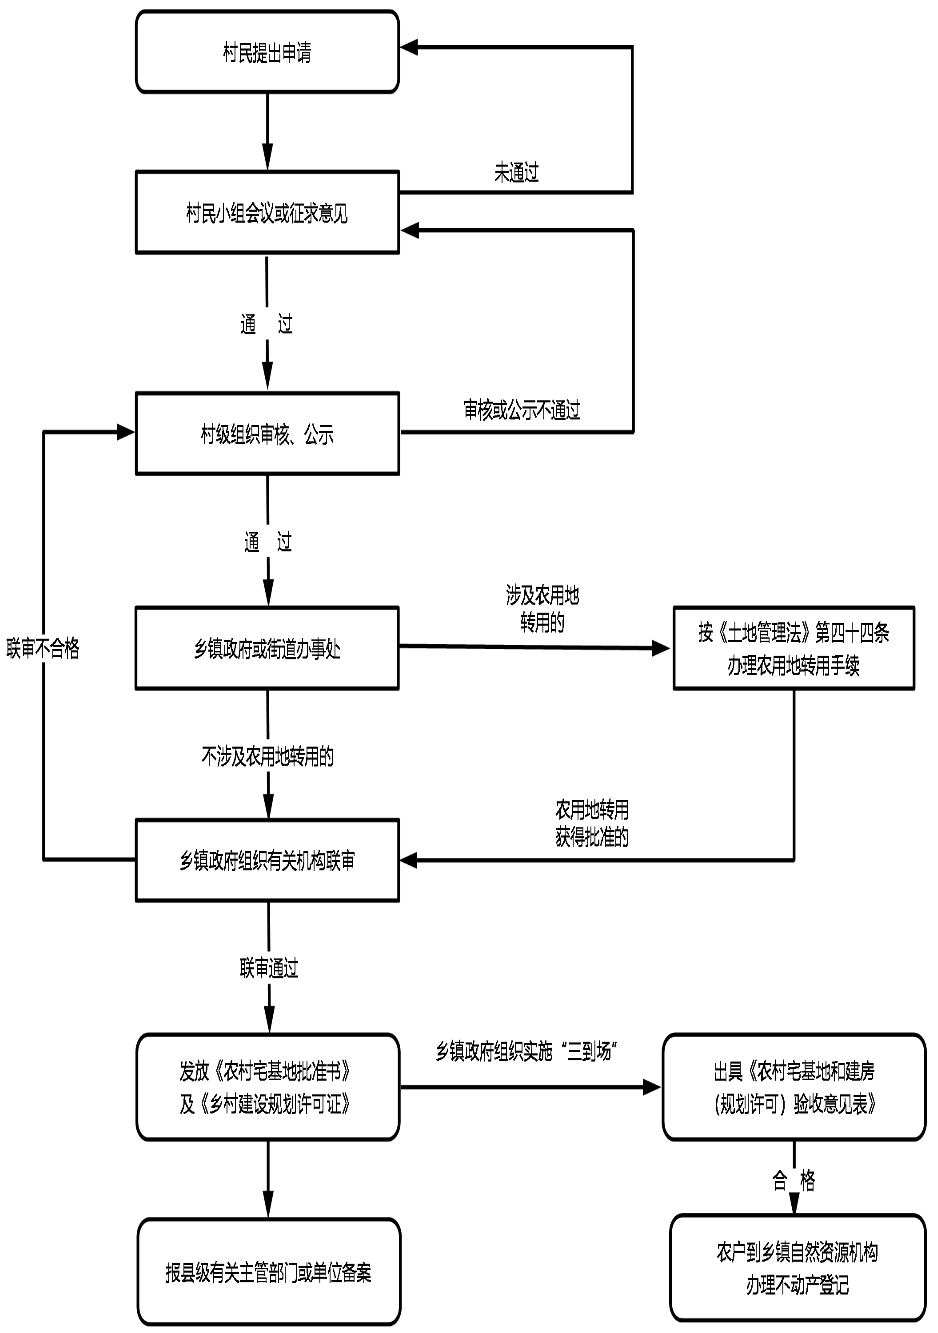 村民提出申请
未通过
村民小组会议或征求意见
通 过
审核或公示不通过
村级组织审核、公示
通 过
涉及农用地
转用的
联审不合格
乡镇政府或街道办事处
按《土地管理法》第四十四条
办理农用地转用手续
不涉及农用地转用的
农用地转用
获得批准的
乡镇政府组织有关机构联审
联审通过
乡镇政府组织实施“三到场“
发放《农村宅基地批准书》
及《乡村建设规划许可证》
出具《农村宅基地和建房
（规划许可）验收意见表》
合 格
报县级有关主管部门或单位备案
农户到乡镇自然资源机构
办理不动产登记